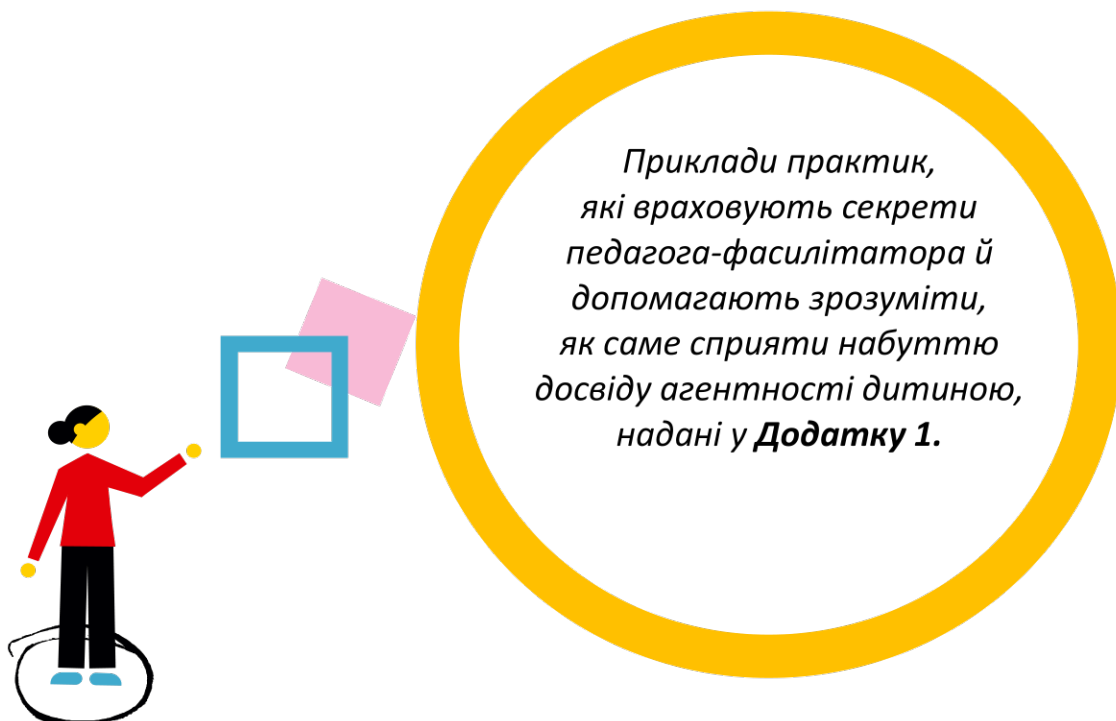 Приклади практик,
які враховують секрети
педагога-фасилітатора й
допомагають зрозуміти,
як саме сприяти набуттю
досвіду агентності дитиною,
надані у Додатку 1.